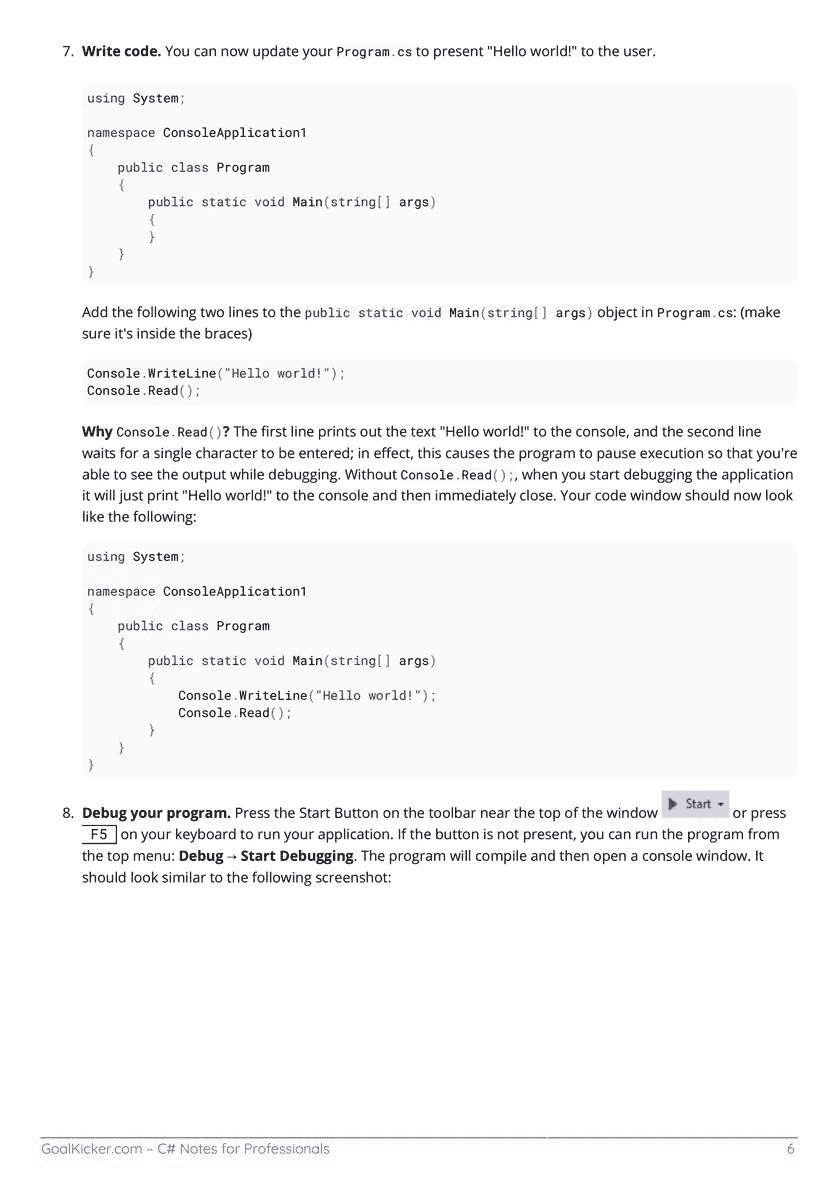 7. Write code. You can now update your Program.cs to present "Hello world!" to the user.
using System;
namespace ConsoleApplication1
{
    public class Program
    {
        public static void Main(string[] args)
        {
        }
    }
}
Add the following two lines to the public static void Main(string[] args) object in Program.cs: (make
sure it's inside the braces)
Console.WriteLine("Hello world!");
Console.Read();
Why Console.Read()? The first line prints out the text "Hello world!" to the console, and the second line
waits for a single character to be entered; in effect, this causes the program to pause execution so that you're
able to see the output while debugging. Without Console.Read();, when you start debugging the application
it will just print "Hello world!" to the console and then immediately close. Your code window should now look
like the following:
using System;
namespace ConsoleApplication1
{
    public class Program
    {
        public static void Main(string[] args)
        {
            Console.WriteLine("Hello world!");
            Console.Read();
        }
    }
}
8. Debug your program. Press the Start Button on the toolbar near the top of the window Start or press
F5 on your keyboard to run your application. If the button is not present, you can run the program from
the top menu: Debug → Start Debugging. The program will compile and then open a console window. It
should look similar to the following screenshot:
GoalKicker.com – C# Notes for Professionals 6